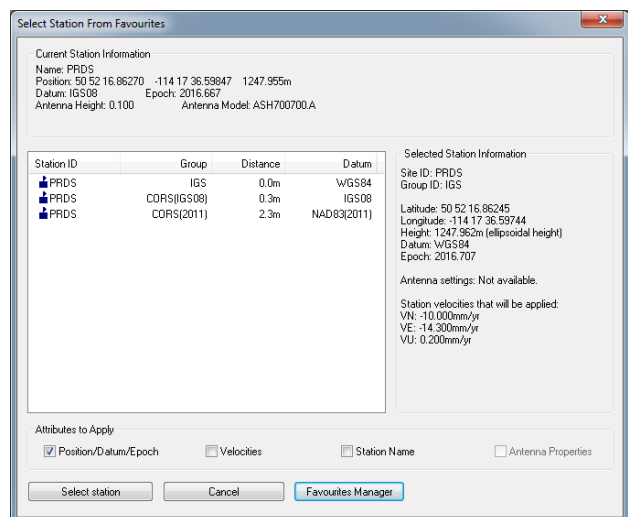 Select Station From Favourites
Current Station Information
Name: PRDS
Position: 50 52 16.86270 -114 17 36.59847 1247.955m
Datum: IGS08 Epoch: 2016.667
Antenna Height: 0.100 Antenna Model: ASH700700.A
Station ID Group Distance Datum
PRDS IGS 0.0m WGS84
PRDS CORS(IGS08) 0.3m IGS08
PRDS CORS(2011) 2.3m NAD83(2011)
Selected Station Information
Site ID: PRDS
Group ID: IGS
Latitude: 50 52 16.86245
Longitude: -114 17 36.59744
Height: 1247.962m (ellipsoidal height)
Datum: WGS84
Epoch: 2016.707
Antenna settings: Not available.
Station velocities that will be applied:
VN: -10.000mm/yr
VE: -14.300mm/yr
VU: 0.200mm/yr
Attributes to Apply
Position/Datum/Epoch Velocities Station Name Antenna Properties
Select station Cancel Favourites Manager